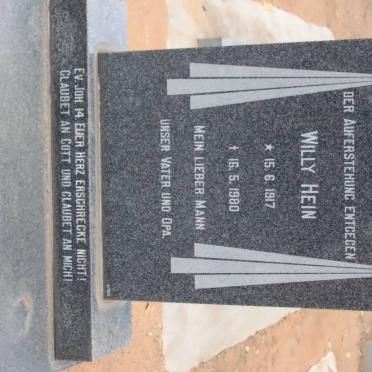 DER AUFERSTEHUNG ENTGEGEN
WILLY HEIN
★ 15. 6. 1917
† 16. 5. 1980
MEIN LIEBER MANN
UNSER VATER UND OPA.
EV. JOH. 14. EUER HERZ ERSCHRECKE NICHT!
GLAUBET AN GOTT UND GLAUBET AN MICH!